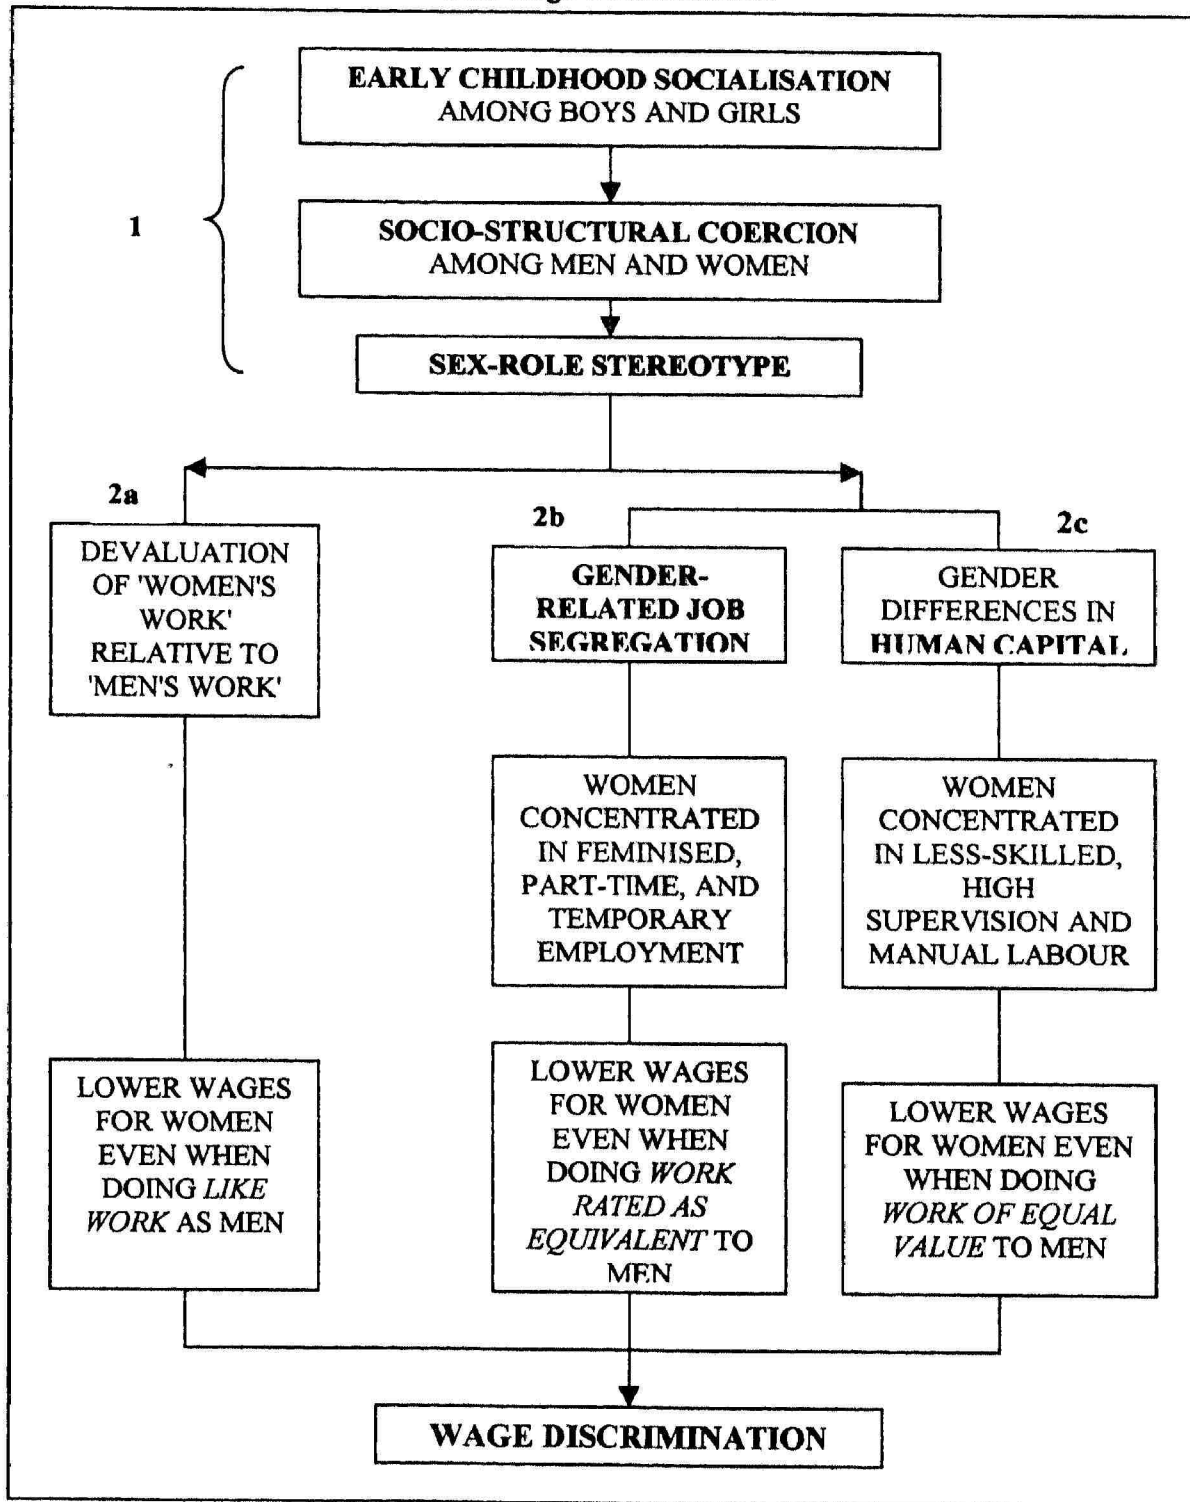 EARLY CHILDHOOD SOCIALISATION
AMONG BOYS AND GIRLS
1
SOCIO-STRUCTURAL COERCION
AMONG MEN AND WOMEN
SEX-ROLE STEREOTYPE
2a
DEVALUATION
OF 'WOMEN'S
WORK'
RELATIVE TO
'MEN'S WORK'
2b
GENDER-
RELATED JOB
SEGREGATION
2c
GENDER
DIFFERENCES IN
HUMAN CAPITAL
WOMEN
CONCENTRATED
IN FEMINISED,
PART-TIME, AND
TEMPORARY
EMPLOYMENT
WOMEN
CONCENTRATED
IN LESS-SKILLED,
HIGH
SUPERVISION AND
MANUAL LABOUR
LOWER WAGES
FOR WOMEN
EVEN WHEN
DOING LIKE
WORK AS MEN
LOWER WAGES
FOR WOMEN
EVEN WHEN
DOING WORK
RATED AS
EQUIVALENT TO
MEN
LOWER WAGES
FOR WOMEN EVEN
WHEN DOING
WORK OF EQUAL
VALUE TO MEN
WAGE DISCRIMINATION